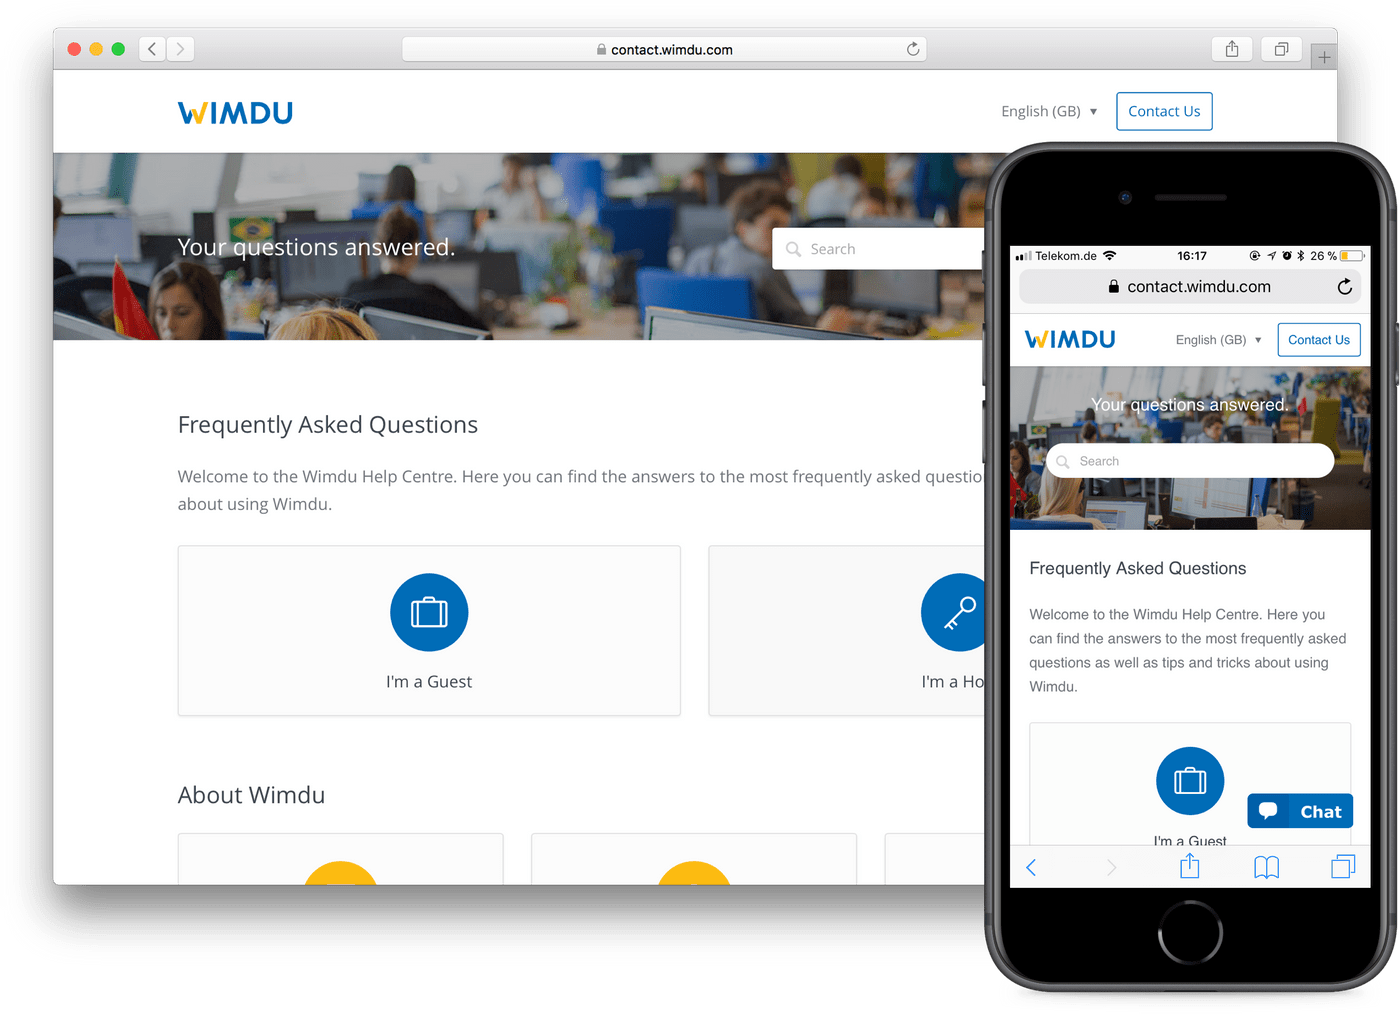 contact.wimdu.com
WIMDU
English (GB)
Contact Us
Your questions answered.
Search
Frequently Asked Questions
Welcome to the Wimdu Help Centre. Here you can find the answers to the most frequently asked questio
about using Wimdu.
I'm a Guest
I'm a Ho
About Wimdu
Telekom.de 16:17 26 %
contact.wimdu.com
WIMDU English (GB) Contact Us
Your questions answered.
Search
Frequently Asked Questions
Welcome to the Wimdu Help Centre. Here you
can find the answers to the most frequently asked
questions as well as tips and tricks about using
Wimdu.
Chat
I'm a Guest